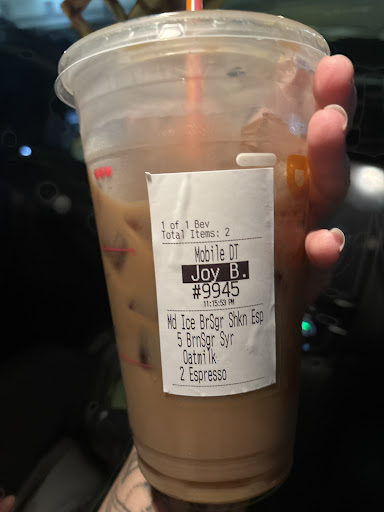 1 of 1 Bev
Total Items: 2
Mobile DT
Joy B.
#9945
11:15:53 PM
Md Ice BrSgr Shkn Esp
5 BrnSgr Syr
Oatmilk
2 Espresso